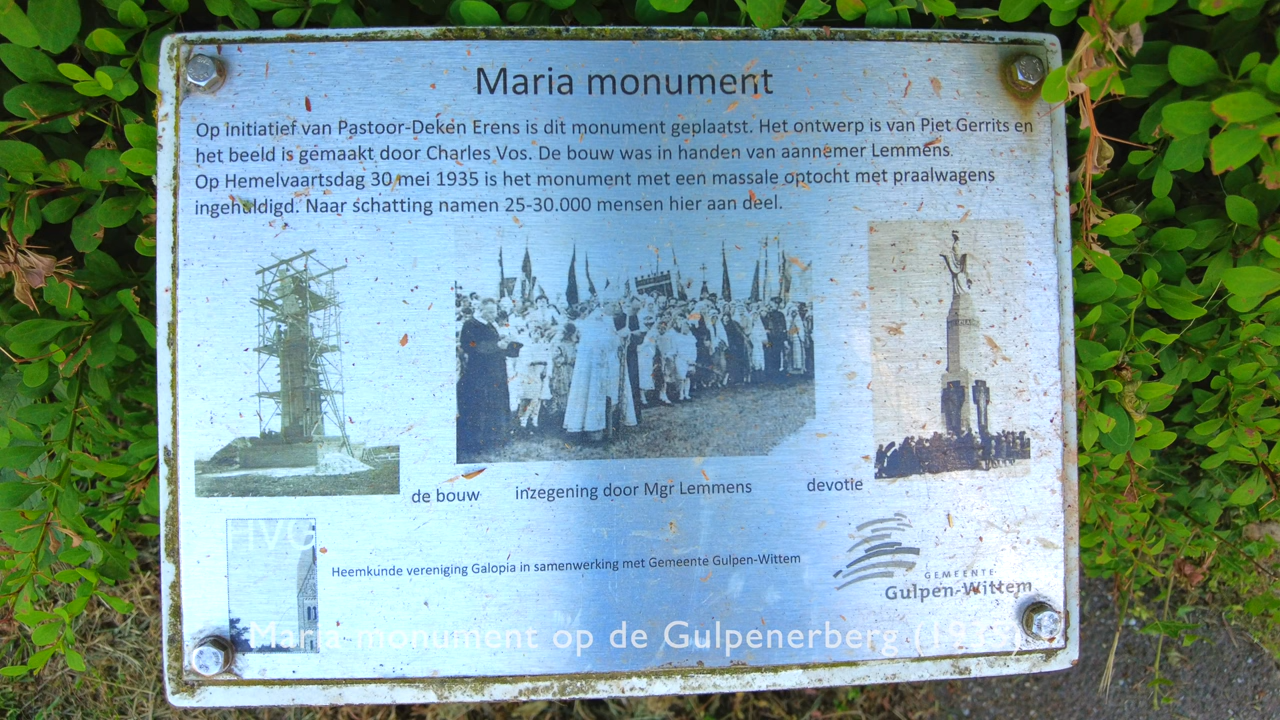 Maria monument
Op initiatief van Pastoor-Deken Erens is dit monument geplaatst. Het ontwerp is van Piet Gerrits en
het beeld is gemaakt door Charles Vos. De bouw was in handen van aannemer Lemmens.
Op Hemelvaartsdag 30 mei 1935 is het monument met een massale optocht met praalwagens
ingehuldigd. Naar schatting namen 25-30.000 mensen hier aan deel.
de bouw
inzegening door Mgr Lemmens
devotie
HVG
Heemkunde vereniging Galopia in samenwerking met Gemeente Gulpen-Wittem
GEMEENTE
Gulpen-Wittem
Maria monument op de Gulpenerberg (1935)